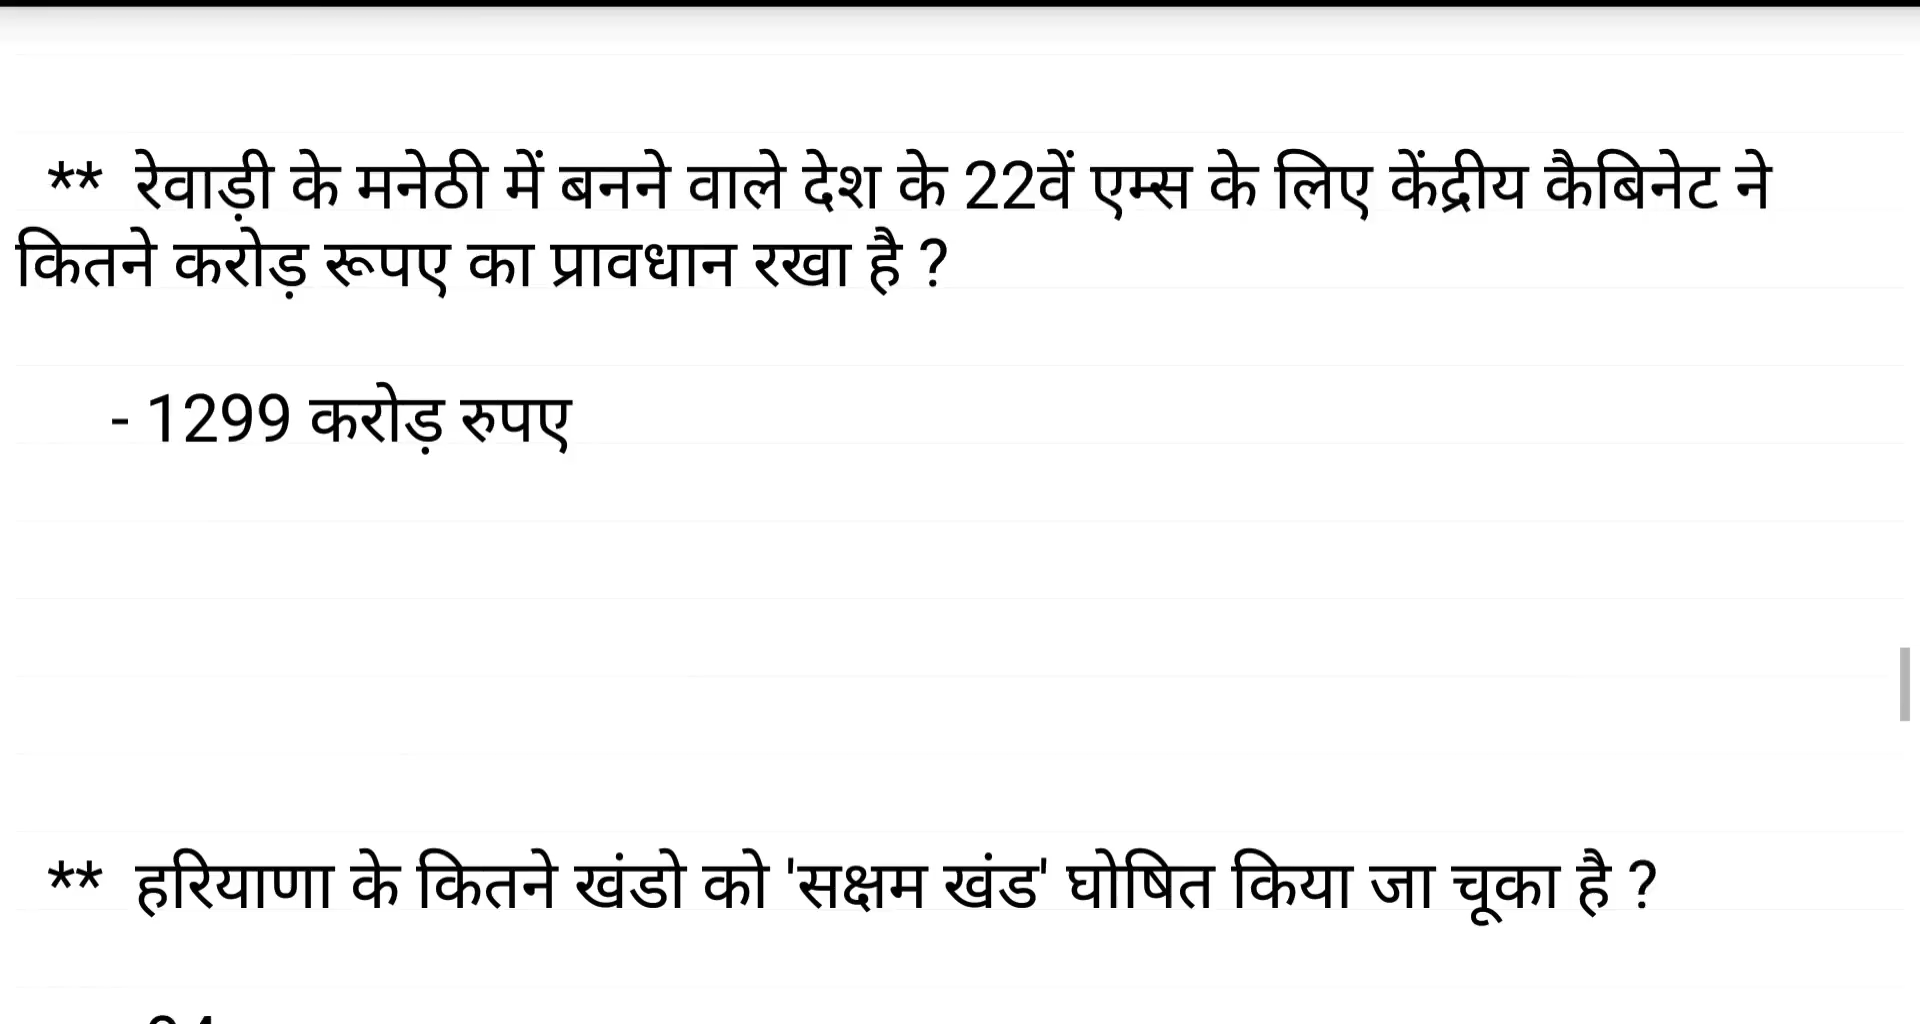 ** रेवाड़ी के मनेठी में बनने वाले देश के 22वें एम्स के लिए केंद्रीय कैबिनेट ने
कितने करोड़ रूपए का प्रावधान रखा है ?
- 1299 करोड़ रुपए
** हरियाणा के कितने खंडो को 'सक्षम खंड' घोषित किया जा चूका है ?